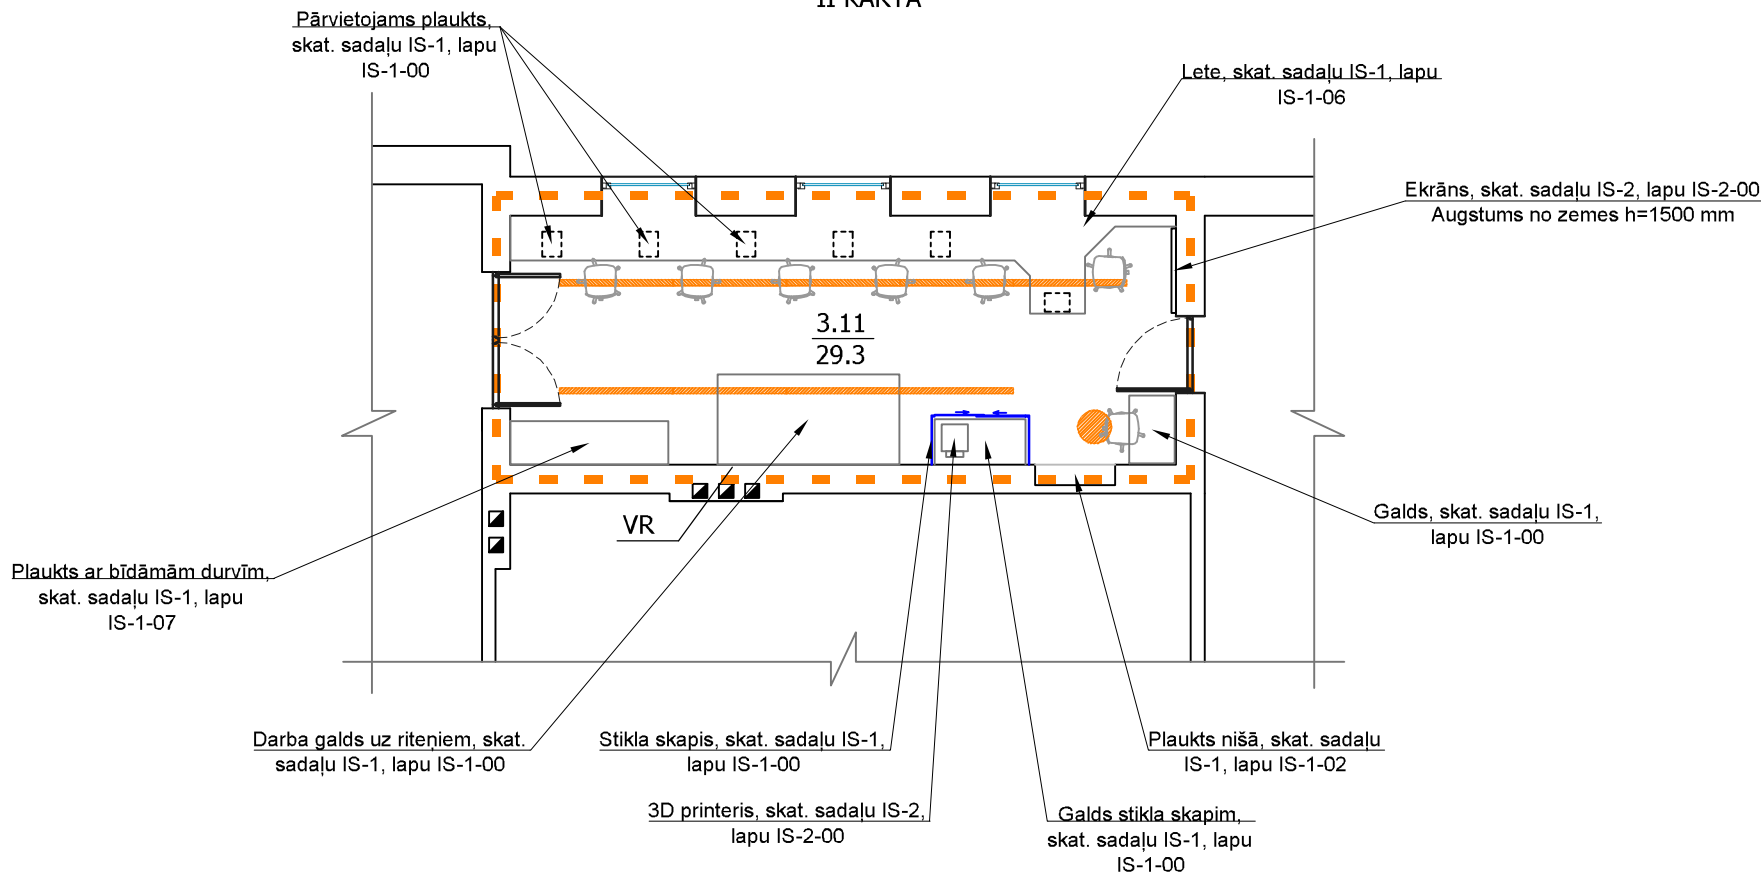 II KĀRTA
Pārvietojams plaukts,
skat. sadaļu IS-1, lapu
IS-1-00
Lete, skat. sadaļu IS-1, lapu
IS-1-06
Ekrāns, skat. sadaļu IS-2, lapu IS-2-00
Augstums no zemes h=1500 mm
3.11
29.3
VR
Galds, skat. sadaļu IS-1,
lapu IS-1-00
Plaukts ar bīdāmām durvīm,
skat. sadaļu IS-1, lapu
IS-1-07
Darba galds uz riteņiem, skat.
sadaļu IS-1, lapu IS-1-00
Stikla skapis, skat. sadaļu IS-1,
lapu IS-1-00
Plaukts nišā, skat. sadaļu
IS-1, lapu IS-1-02
3D printeris, skat. sadaļu IS-2,
lapu IS-2-00
Galds stikla skapim,
skat. sadaļu IS-1, lapu
IS-1-00